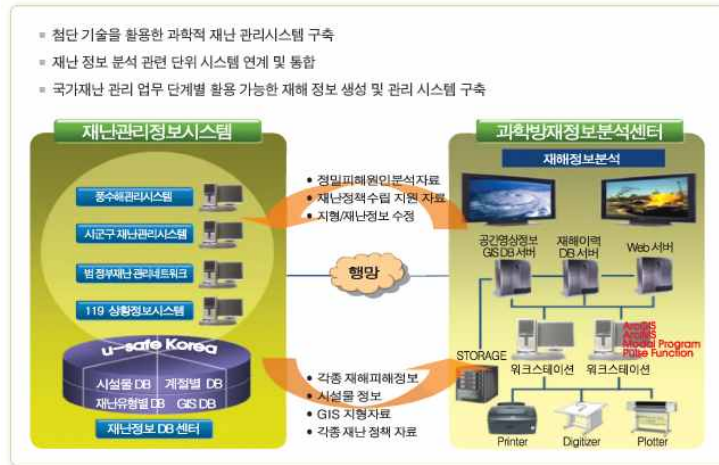 첨단 기술을 활용한 과학적 재난 관리시스템 구축
재난 정보 분석 관련 단위 시스템 연계 및 통합
국가재난 관리 업무 단계별 활용 가능한 재해 정보 생성 및 관리 시스템 구축
재난관리정보시스템
풍수해관리시스템
시군구 재난관리시스템
범 정부재난 관리네트워크
119 상황정보시스템
u-safe Korea
시설물 DB
계절별 DB
재난유형별 DB
GIS DB
재난정보 DB 센터
정밀피해원인분석자료
재난정책수립 지원 자료
지형/재난정보 수정
행망
각종 재해피해정보
시설물 정보
GIS 지형자료
각종 재난 정책 자료
과학방재정보분석센터
재해정보분석
공간영상정보
GIS DB 서버
재해이력
DB 서버
Web 서버
STORAGE
워크스테이션
ArcGIS
ArcIMS
Modal Program
Pulse Function
워크스테이션
Printer
Digitizer
Plotter